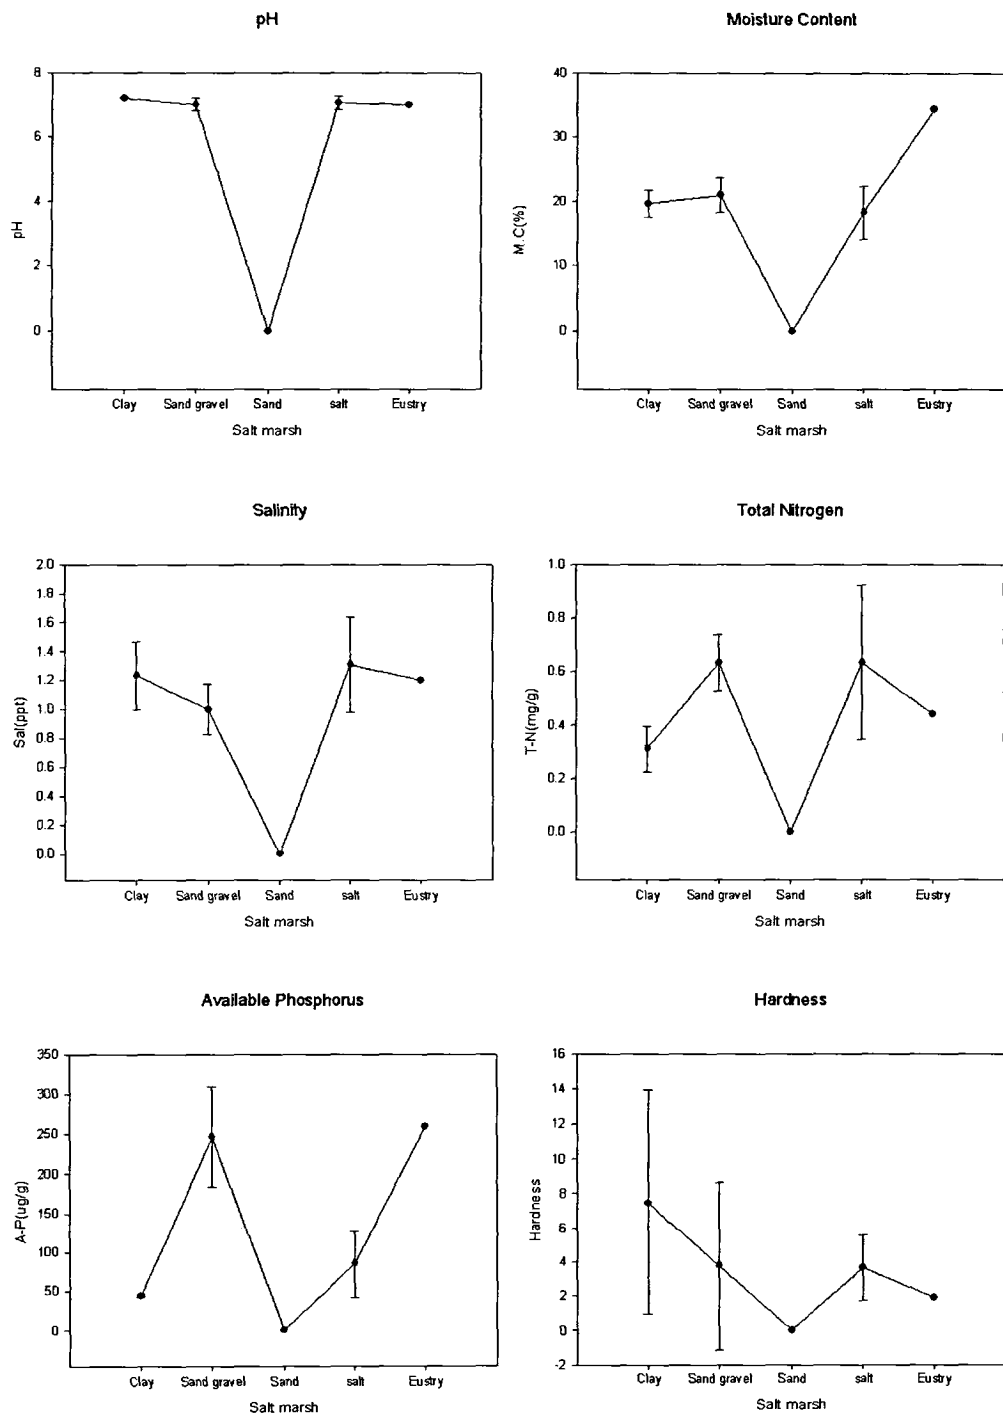 pH
8
6
4
2
0
pH
Clay Sand gravel Sand salt Eustry
Salt marsh
Moisture Content
40
30
20
10
0
M.C(%)
Clay Sand gravel Sand salt Eustry
Salt marsh
Salinity
2.0
1.8
1.6
1.4
1.2
1.0
0.8
0.6
0.4
0.2
0.0
Sal(ppt)
Clay Sand gravel Sand salt Eustry
Salt marsh
Total Nitrogen
1.0
0.8
0.6
0.4
0.2
0.0
T-N(mg/g)
Clay Sand gravel Sand salt Eustry
Salt marsh
Available Phosphorus
350
300
250
200
150
100
50
0
A-P(ug/g)
Clay Sand gravel Sand salt Eustry
Salt marsh
Hardness
16
14
12
10
8
6
4
2
0
-2
Hardness
Clay Sand gravel Sand salt Eustry
Salt marsh